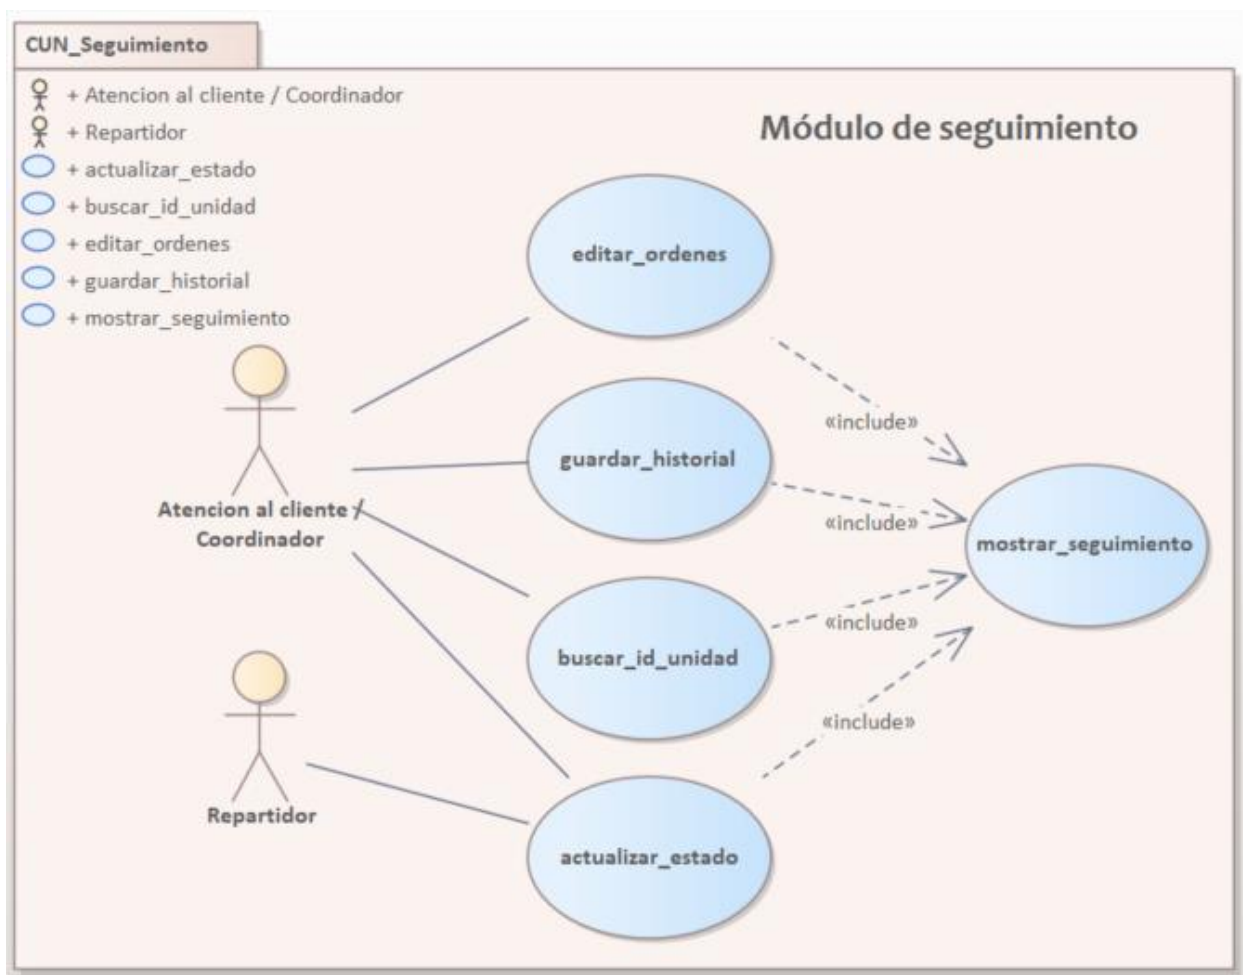 CUN_Seguimiento
+ Atencion al cliente / Coordinador
+ Repartidor
+ actualizar_estado
+ buscar_id_unidad
+ editar_ordenes
+ guardar_historial
+ mostrar_seguimiento
Módulo de seguimiento
editar_ordenes
«include»
guardar_historial
Atencion al cliente /
Coordinador
«include»
mostrar_seguimiento
«include»
buscar_id_unidad
«include»
Repartidor
actualizar_estado